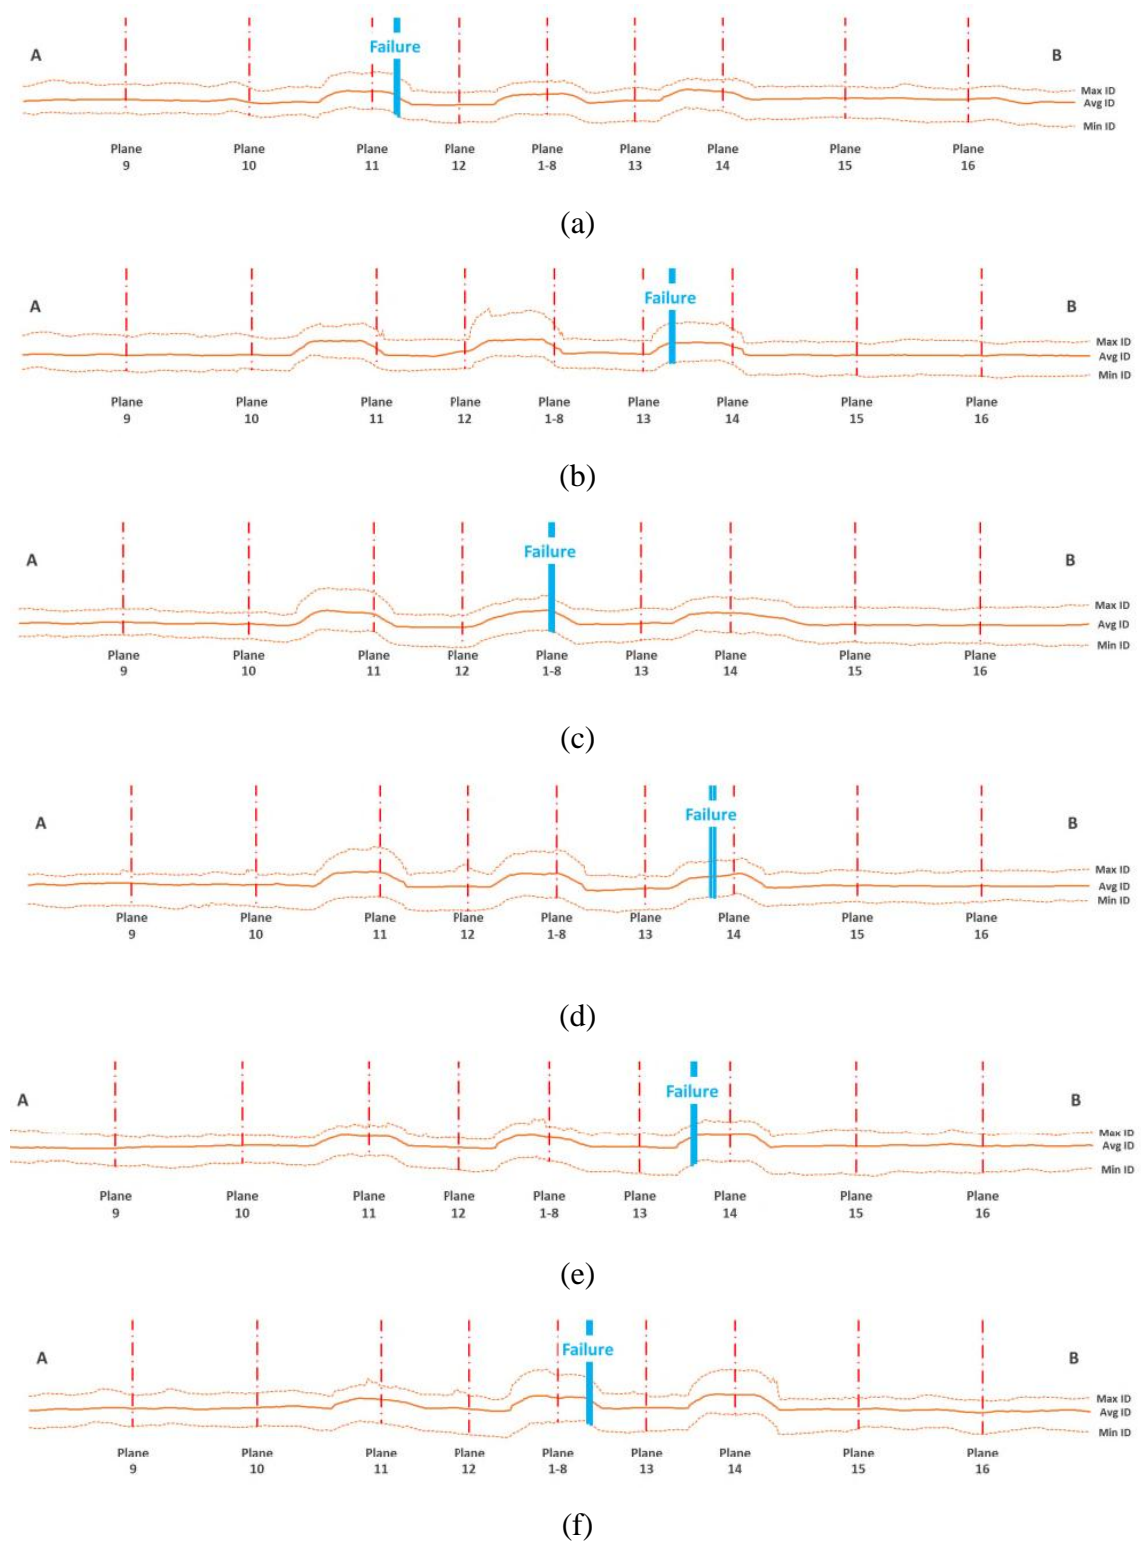 Failure
A
B
Max ID
Avg ID
Min ID
Plane 9 Plane 10 Plane 11 Plane 12 Plane 1-8 Plane 13 Plane 14 Plane 15 Plane 16
(a)
Failure
A
B
Max ID
Avg ID
Min ID
Plane 9 Plane 10 Plane 11 Plane 12 Plane 1-8 Plane 13 Plane 14 Plane 15 Plane 16
(b)
Failure
A
B
Max ID
Avg ID
Min ID
Plane 9 Plane 10 Plane 11 Plane 12 Plane 1-8 Plane 13 Plane 14 Plane 15 Plane 16
(c)
Failure
A
B
Max ID
Avg ID
Min ID
Plane 9 Plane 10 Plane 11 Plane 12 Plane 1-8 Plane 13 Plane 14 Plane 15 Plane 16
(d)
Failure
A
B
Max ID
Avg ID
Min ID
Plane 9 Plane 10 Plane 11 Plane 12 Plane 1-8 Plane 13 Plane 14 Plane 15 Plane 16
(e)
Failure
A
B
Max ID
Avg ID
Min ID
Plane 9 Plane 10 Plane 11 Plane 12 Plane 1-8 Plane 13 Plane 14 Plane 15 Plane 16
(f)